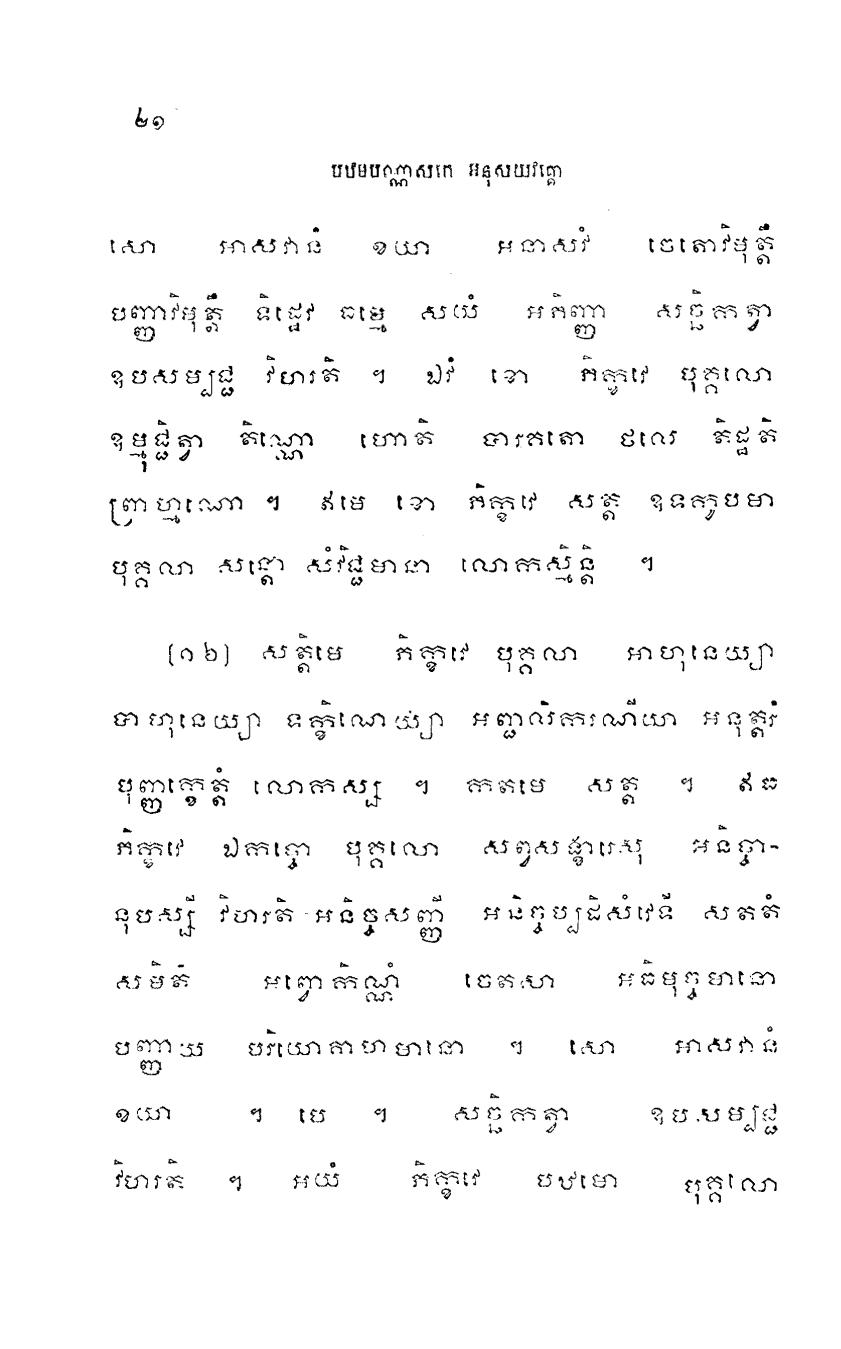 ២១
បឋមបណ្ណាសកេ អនុសយវគ្គោ
សោ អាសវានំ ខយា អនាសវំ ចេតោវិមុត្តឹ
បញ្ញាវិមុត្តឹ ទិដ្ឋេវ ធម្មេ សយំ អភិញ្ញា សច្ឆិកត្វា
ឧបសម្បជ្ជ វិហរតិ ។ ឯវំ ខោ ភិក្ខវេ បុគ្គលោ
ឧម្មុជ្ជិត្វា តិណ្ណោ ហោតិ បារគតោ ថលេ តិដ្ឋតិ
ព្រាហ្មណោ ។ ឥមេ ខោ ភិក្ខវេ សត្ត ឧទកូបមា
បុគ្គលា សន្តោ សំវិជ្ជមានា លោកស្មិន្តិ ។
[១៦] សត្តិមេ ភិក្ខវេ បុគ្គលា អាហុនេយ្យា
បាហុនេយ្យា ទក្ខិណេយ្យា អញ្ជលិករណីយា អនុត្តរំ
បុញ្ញក្ខេត្តំ លោកស្ស ។ កតមេ សត្ត ។ ឥធ
ភិក្ខវេ ឯកច្ចោ បុគ្គលោ សព្វសង្ខារេសុ អនិច្ចា-
នុបស្សី វិហរតិ អនិច្ចសញ្ញី អនិច្ចប្បដិសំវេទី សតតំ
សមិតំ អព្វោកិណ្ណំ ចេតសា អធិមុច្ចមានោ
បញ្ញាយ បរិយោគាហមានោ ។ សោ អាសវានំ
ខយា ។ បេ ។ សច្ឆិកត្វា ឧបសម្បជ្ជ
វិហរតិ ។ អយំ ភិក្ខវេ បឋមោ បុគ្គលោ